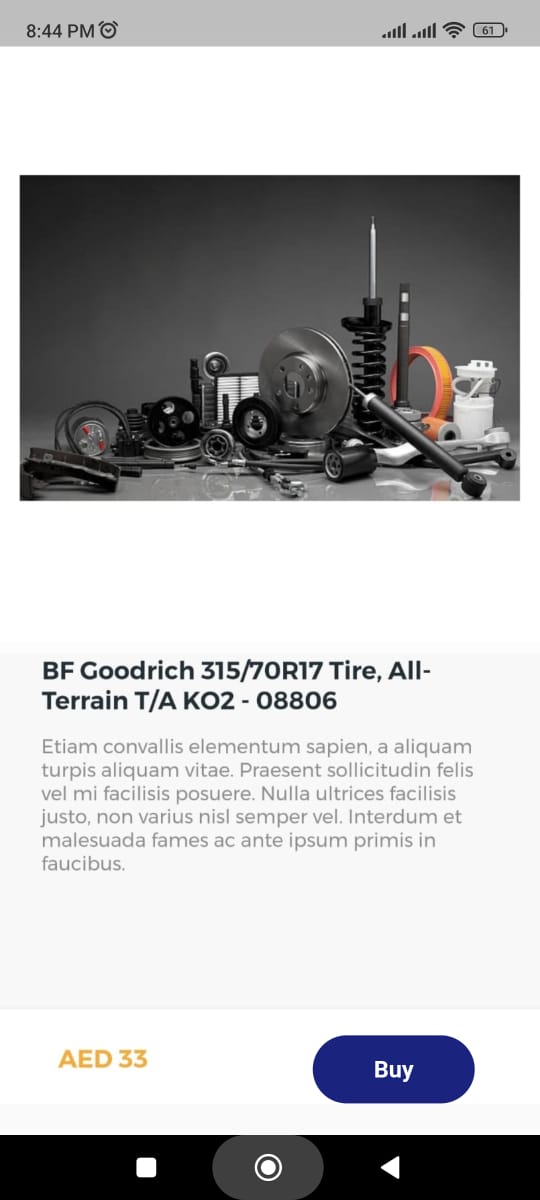 8:44 PM
61
BF Goodrich 315/70R17 Tire, All-
Terrain T/A KO2 - 08806
Etiam convallis elementum sapien, a aliquam
turpis aliquam vitae. Praesent sollicitudin felis
vel mi facilisis posuere. Nulla ultrices facilisis
justo, non varius nisl semper vel. Interdum et
malesuada fames ac ante ipsum primis in
faucibus.
AED 33
Buy